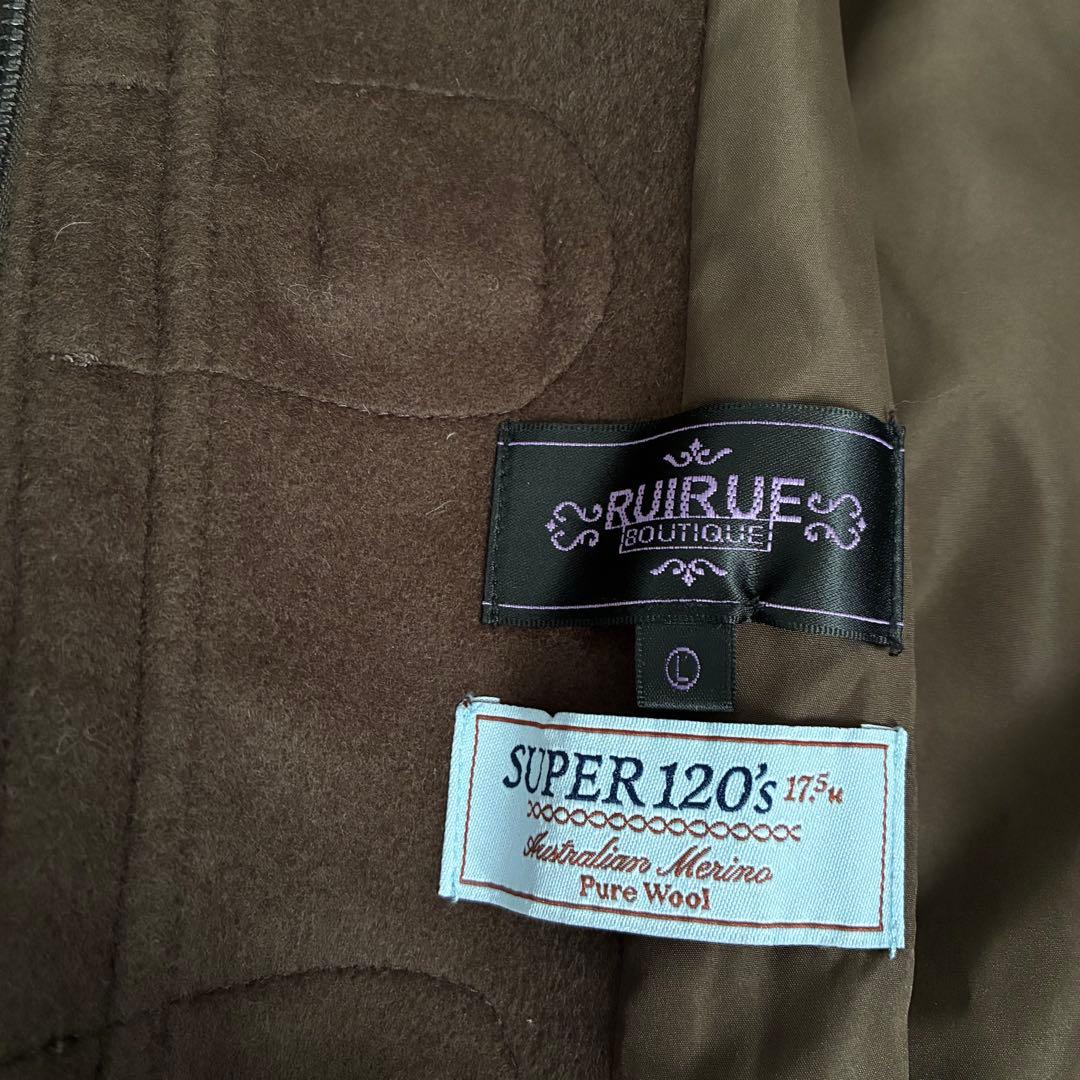 RUIRUE
BOUTIQUE
L
SUPER 120's 17.5μ
Australian Merino
Pure Wool